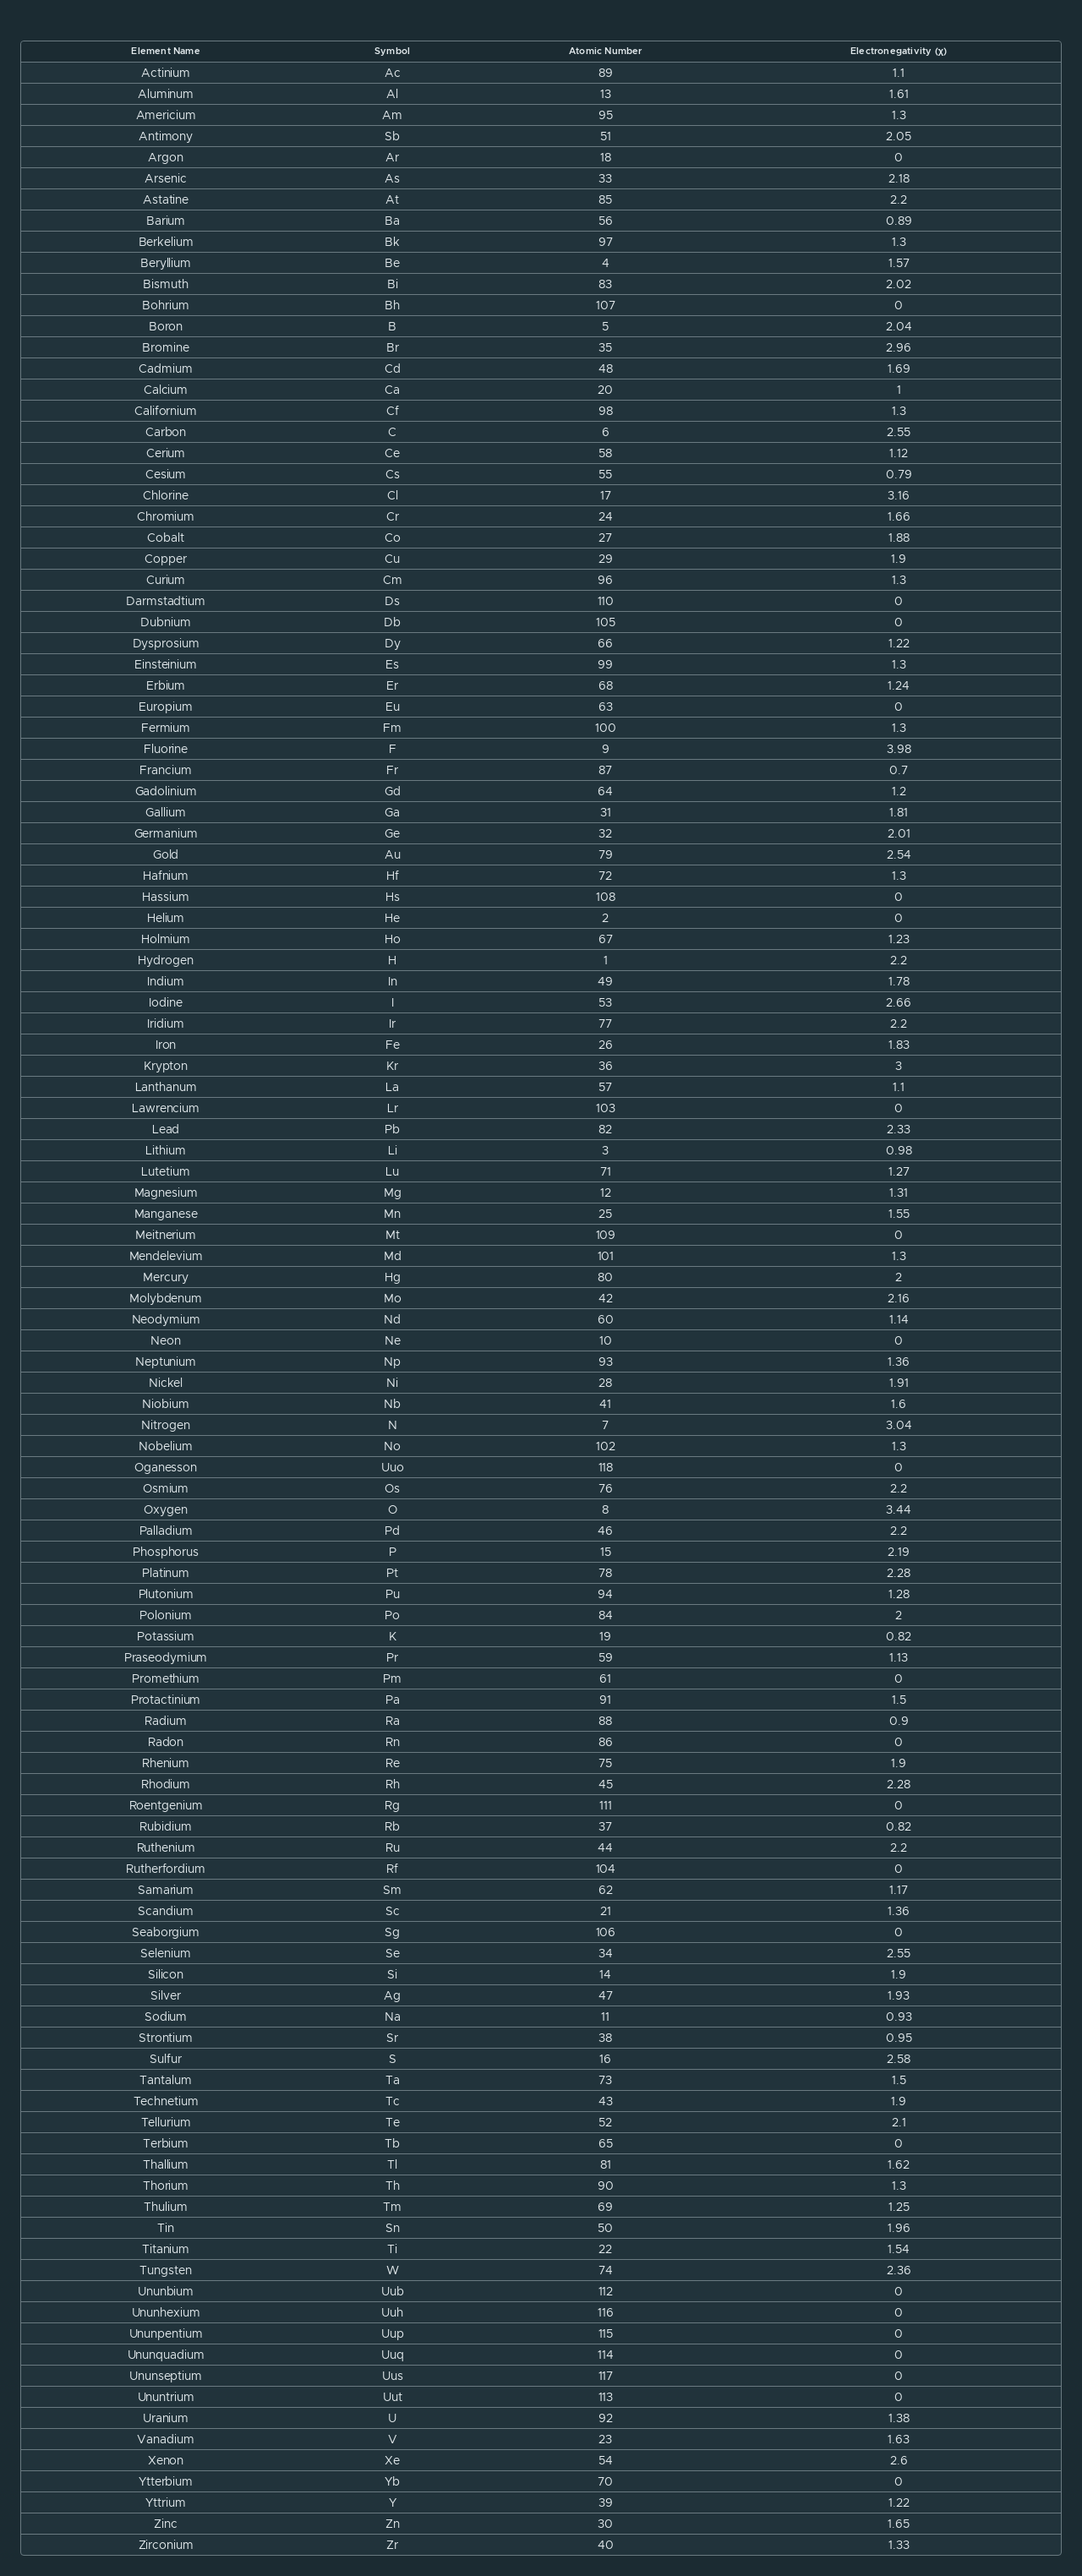 Element Name Symbol Atomic Number Electronegativity (χ)
Actinium Ac 89 1.1
Aluminum Al 13 1.61
Americium Am 95 1.3
Antimony Sb 51 2.05
Argon Ar 18 0
Arsenic As 33 2.18
Astatine At 85 2.2
Barium Ba 56 0.89
Berkelium Bk 97 1.3
Beryllium Be 4 1.57
Bismuth Bi 83 2.02
Bohrium Bh 107 0
Boron B 5 2.04
Bromine Br 35 2.96
Cadmium Cd 48 1.69
Calcium Ca 20 1
Californium Cf 98 1.3
Carbon C 6 2.55
Cerium Ce 58 1.12
Cesium Cs 55 0.79
Chlorine Cl 17 3.16
Chromium Cr 24 1.66
Cobalt Co 27 1.88
Copper Cu 29 1.9
Curium Cm 96 1.3
Darmstadtium Ds 110 0
Dubnium Db 105 0
Dysprosium Dy 66 1.22
Einsteinium Es 99 1.3
Erbium Er 68 1.24
Europium Eu 63 0
Fermium Fm 100 1.3
Fluorine F 9 3.98
Francium Fr 87 0.7
Gadolinium Gd 64 1.2
Gallium Ga 31 1.81
Germanium Ge 32 2.01
Gold Au 79 2.54
Hafnium Hf 72 1.3
Hassium Hs 108 0
Helium He 2 0
Holmium Ho 67 1.23
Hydrogen H 1 2.2
Indium In 49 1.78
Iodine I 53 2.66
Iridium Ir 77 2.2
Iron Fe 26 1.83
Krypton Kr 36 3
Lanthanum La 57 1.1
Lawrencium Lr 103 0
Lead Pb 82 2.33
Lithium Li 3 0.98
Lutetium Lu 71 1.27
Magnesium Mg 12 1.31
Manganese Mn 25 1.55
Meitnerium Mt 109 0
Mendelevium Md 101 1.3
Mercury Hg 80 2
Molybdenum Mo 42 2.16
Neodymium Nd 60 1.14
Neon Ne 10 0
Neptunium Np 93 1.36
Nickel Ni 28 1.91
Niobium Nb 41 1.6
Nitrogen N 7 3.04
Nobelium No 102 1.3
Oganesson Uuo 118 0
Osmium Os 76 2.2
Oxygen O 8 3.44
Palladium Pd 46 2.2
Phosphorus P 15 2.19
Platinum Pt 78 2.28
Plutonium Pu 94 1.28
Polonium Po 84 2
Potassium K 19 0.82
Praseodymium Pr 59 1.13
Promethium Pm 61 0
Protactinium Pa 91 1.5
Radium Ra 88 0.9
Radon Rn 86 0
Rhenium Re 75 1.9
Rhodium Rh 45 2.28
Roentgenium Rg 111 0
Rubidium Rb 37 0.82
Ruthenium Ru 44 2.2
Rutherfordium Rf 104 0
Samarium Sm 62 1.17
Scandium Sc 21 1.36
Seaborgium Sg 106 0
Selenium Se 34 2.55
Silicon Si 14 1.9
Silver Ag 47 1.93
Sodium Na 11 0.93
Strontium Sr 38 0.95
Sulfur S 16 2.58
Tantalum Ta 73 1.5
Technetium Tc 43 1.9
Tellurium Te 52 2.1
Terbium Tb 65 0
Thallium Tl 81 1.62
Thorium Th 90 1.3
Thulium Tm 69 1.25
Tin Sn 50 1.96
Titanium Ti 22 1.54
Tungsten W 74 2.36
Ununbium Uub 112 0
Ununhexium Uuh 116 0
Ununpentium Uup 115 0
Ununquadium Uuq 114 0
Ununseptium Uus 117 0
Ununtrium Uut 113 0
Uranium U 92 1.38
Vanadium V 23 1.63
Xenon Xe 54 2.6
Ytterbium Yb 70 0
Yttrium Y 39 1.22
Zinc Zn 30 1.65
Zirconium Zr 40 1.33